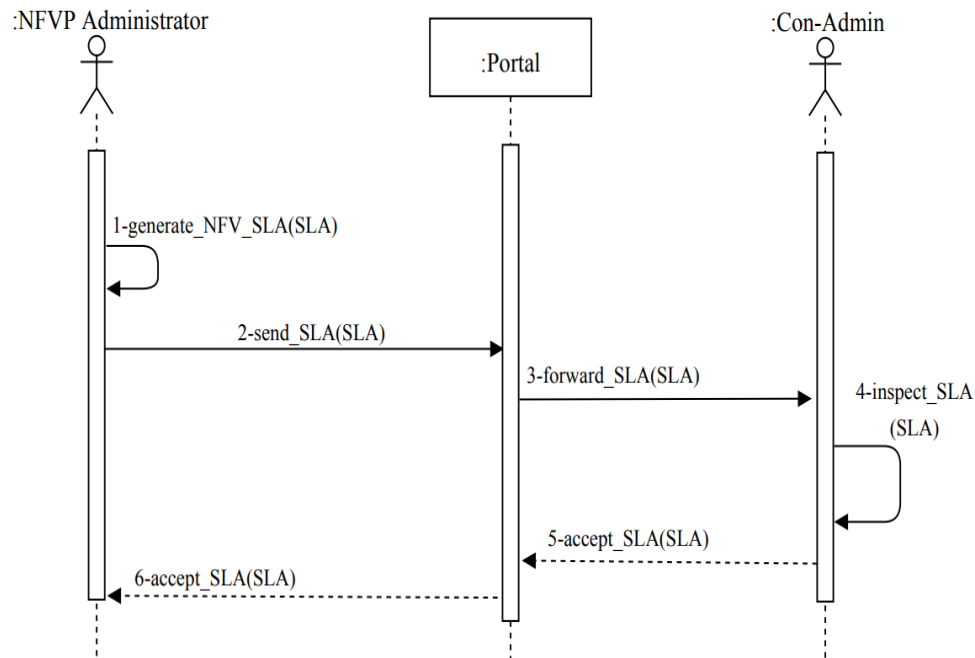 :NFVP Administrator
:Portal
:Con-Admin
1-generate_NFV_SLA(SLA)
2-send_SLA(SLA)
3-forward_SLA(SLA)
4-inspect_SLA
(SLA)
5-accept_SLA(SLA)
6-accept_SLA(SLA)